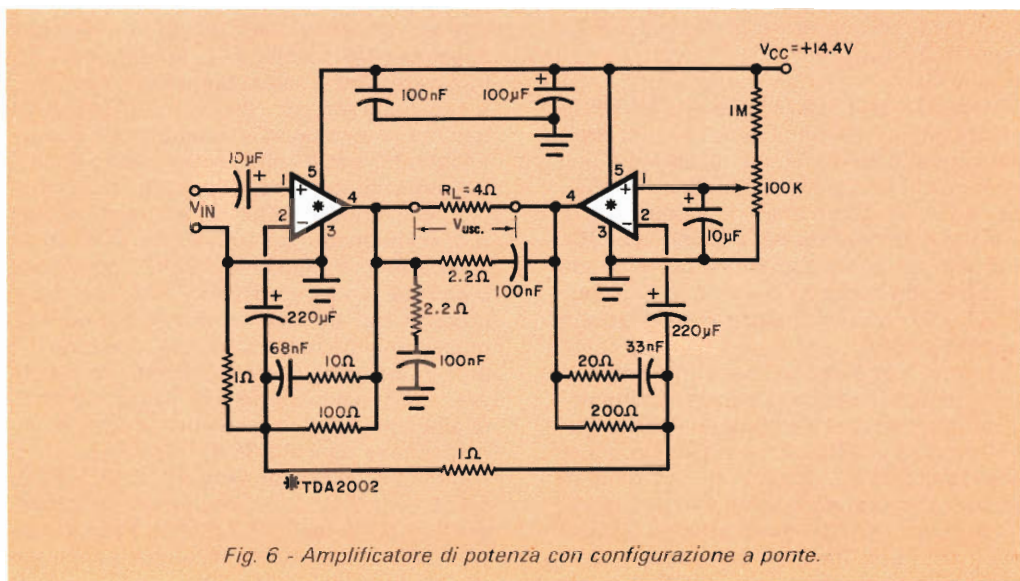 VCC=+14.4V
100nF
+
100µF
1M
10µF
+
1
+
5
2
−
3
4
✱
VIN
RL=4Ω
Vusc.
4
5
+
1
−
2
3
✱
100K
+
10µF
2.2Ω
100nF
2.2Ω
100nF
+
220µF
+
220µF
68nF
10Ω
1Ω
100Ω
20Ω
33nF
200Ω
1Ω
✱TDA2002
Fig. 6 - Amplificatore di potenza con configurazione a ponte.